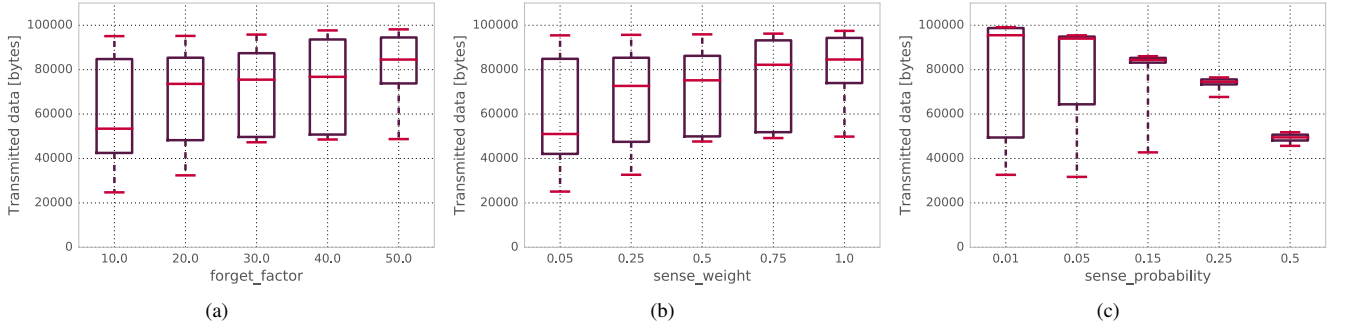 Transmitted data [bytes]
100000
80000
60000
40000
20000
0
10.0 20.0 30.0 40.0 50.0
forget_factor
(a)
Transmitted data [bytes]
100000
80000
60000
40000
20000
0
0.05 0.25 0.5 0.75 1.0
sense_weight
(b)
Transmitted data [bytes]
100000
80000
60000
40000
20000
0
0.01 0.05 0.15 0.25 0.5
sense_probability
(c)